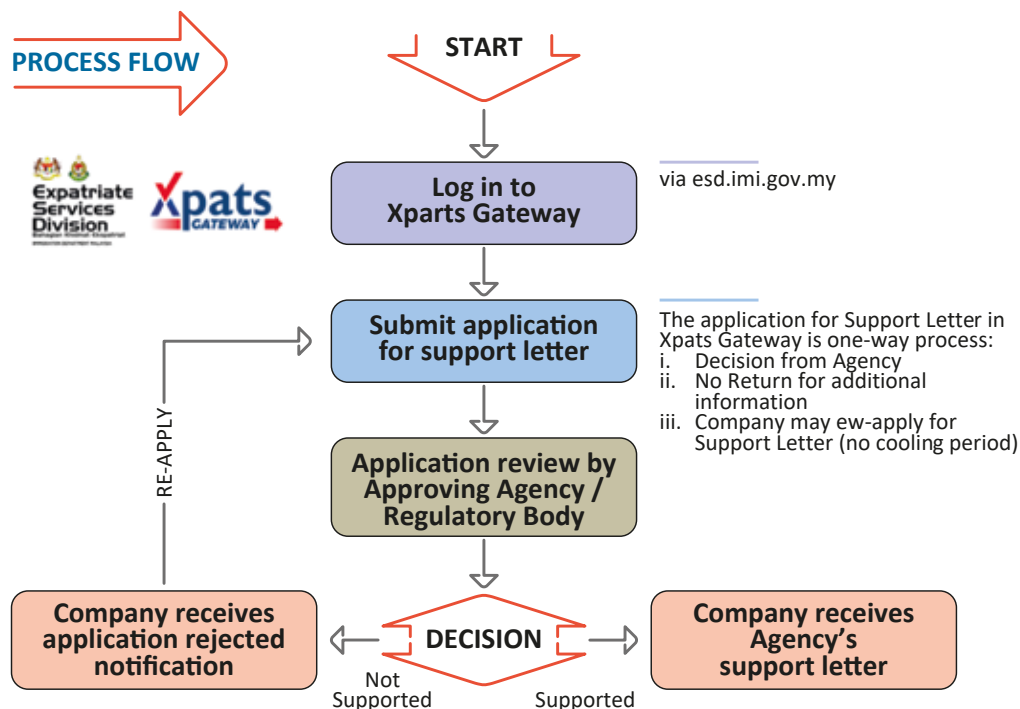 PROCESS FLOW
START
Expatriate
Services
Division
Xpats
GATEWAY
Log in to
Xparts Gateway
via esd.imi.gov.my
Submit application
for support letter
The application for Support Letter in
Xpats Gateway is one-way process:
i. Decision from Agency
ii. No Return for additional
information
iii. Company may ew-apply for
Support Letter (no cooling period)
RE-APPLY
Application review by
Approving Agency /
Regulatory Body
Company receives
application rejected
notification
DECISION
Company receives
Agency's
support letter
Not
Supported
Supported